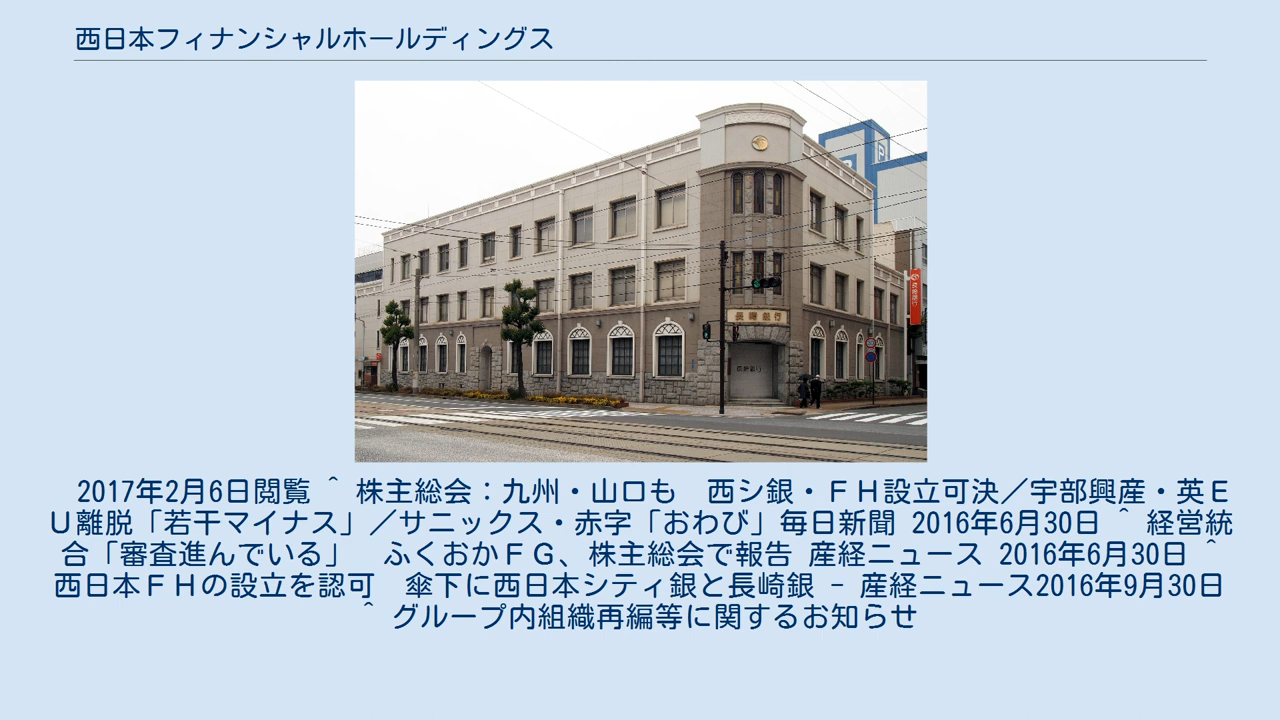 西日本フィナンシャルホールディングス
P
長崎銀行
長崎銀行
2017年2月6日閲覧 ^ 株主総会：九州・山口も　西シ銀・ＦＨ設立可決／宇部興産・英Ｅ
Ｕ離脱「若干マイナス」／サニックス・赤字「おわび」毎日新聞 2016年6月30日 ^ 経営統
合「審査進んでいる」　ふくおかＦＧ、株主総会で報告 産経ニュース 2016年6月30日 ^
西日本ＦＨの設立を認可　傘下に西日本シティ銀と長崎銀 - 産経ニュース2016年9月30日
^ グループ内組織再編等に関するお知らせ